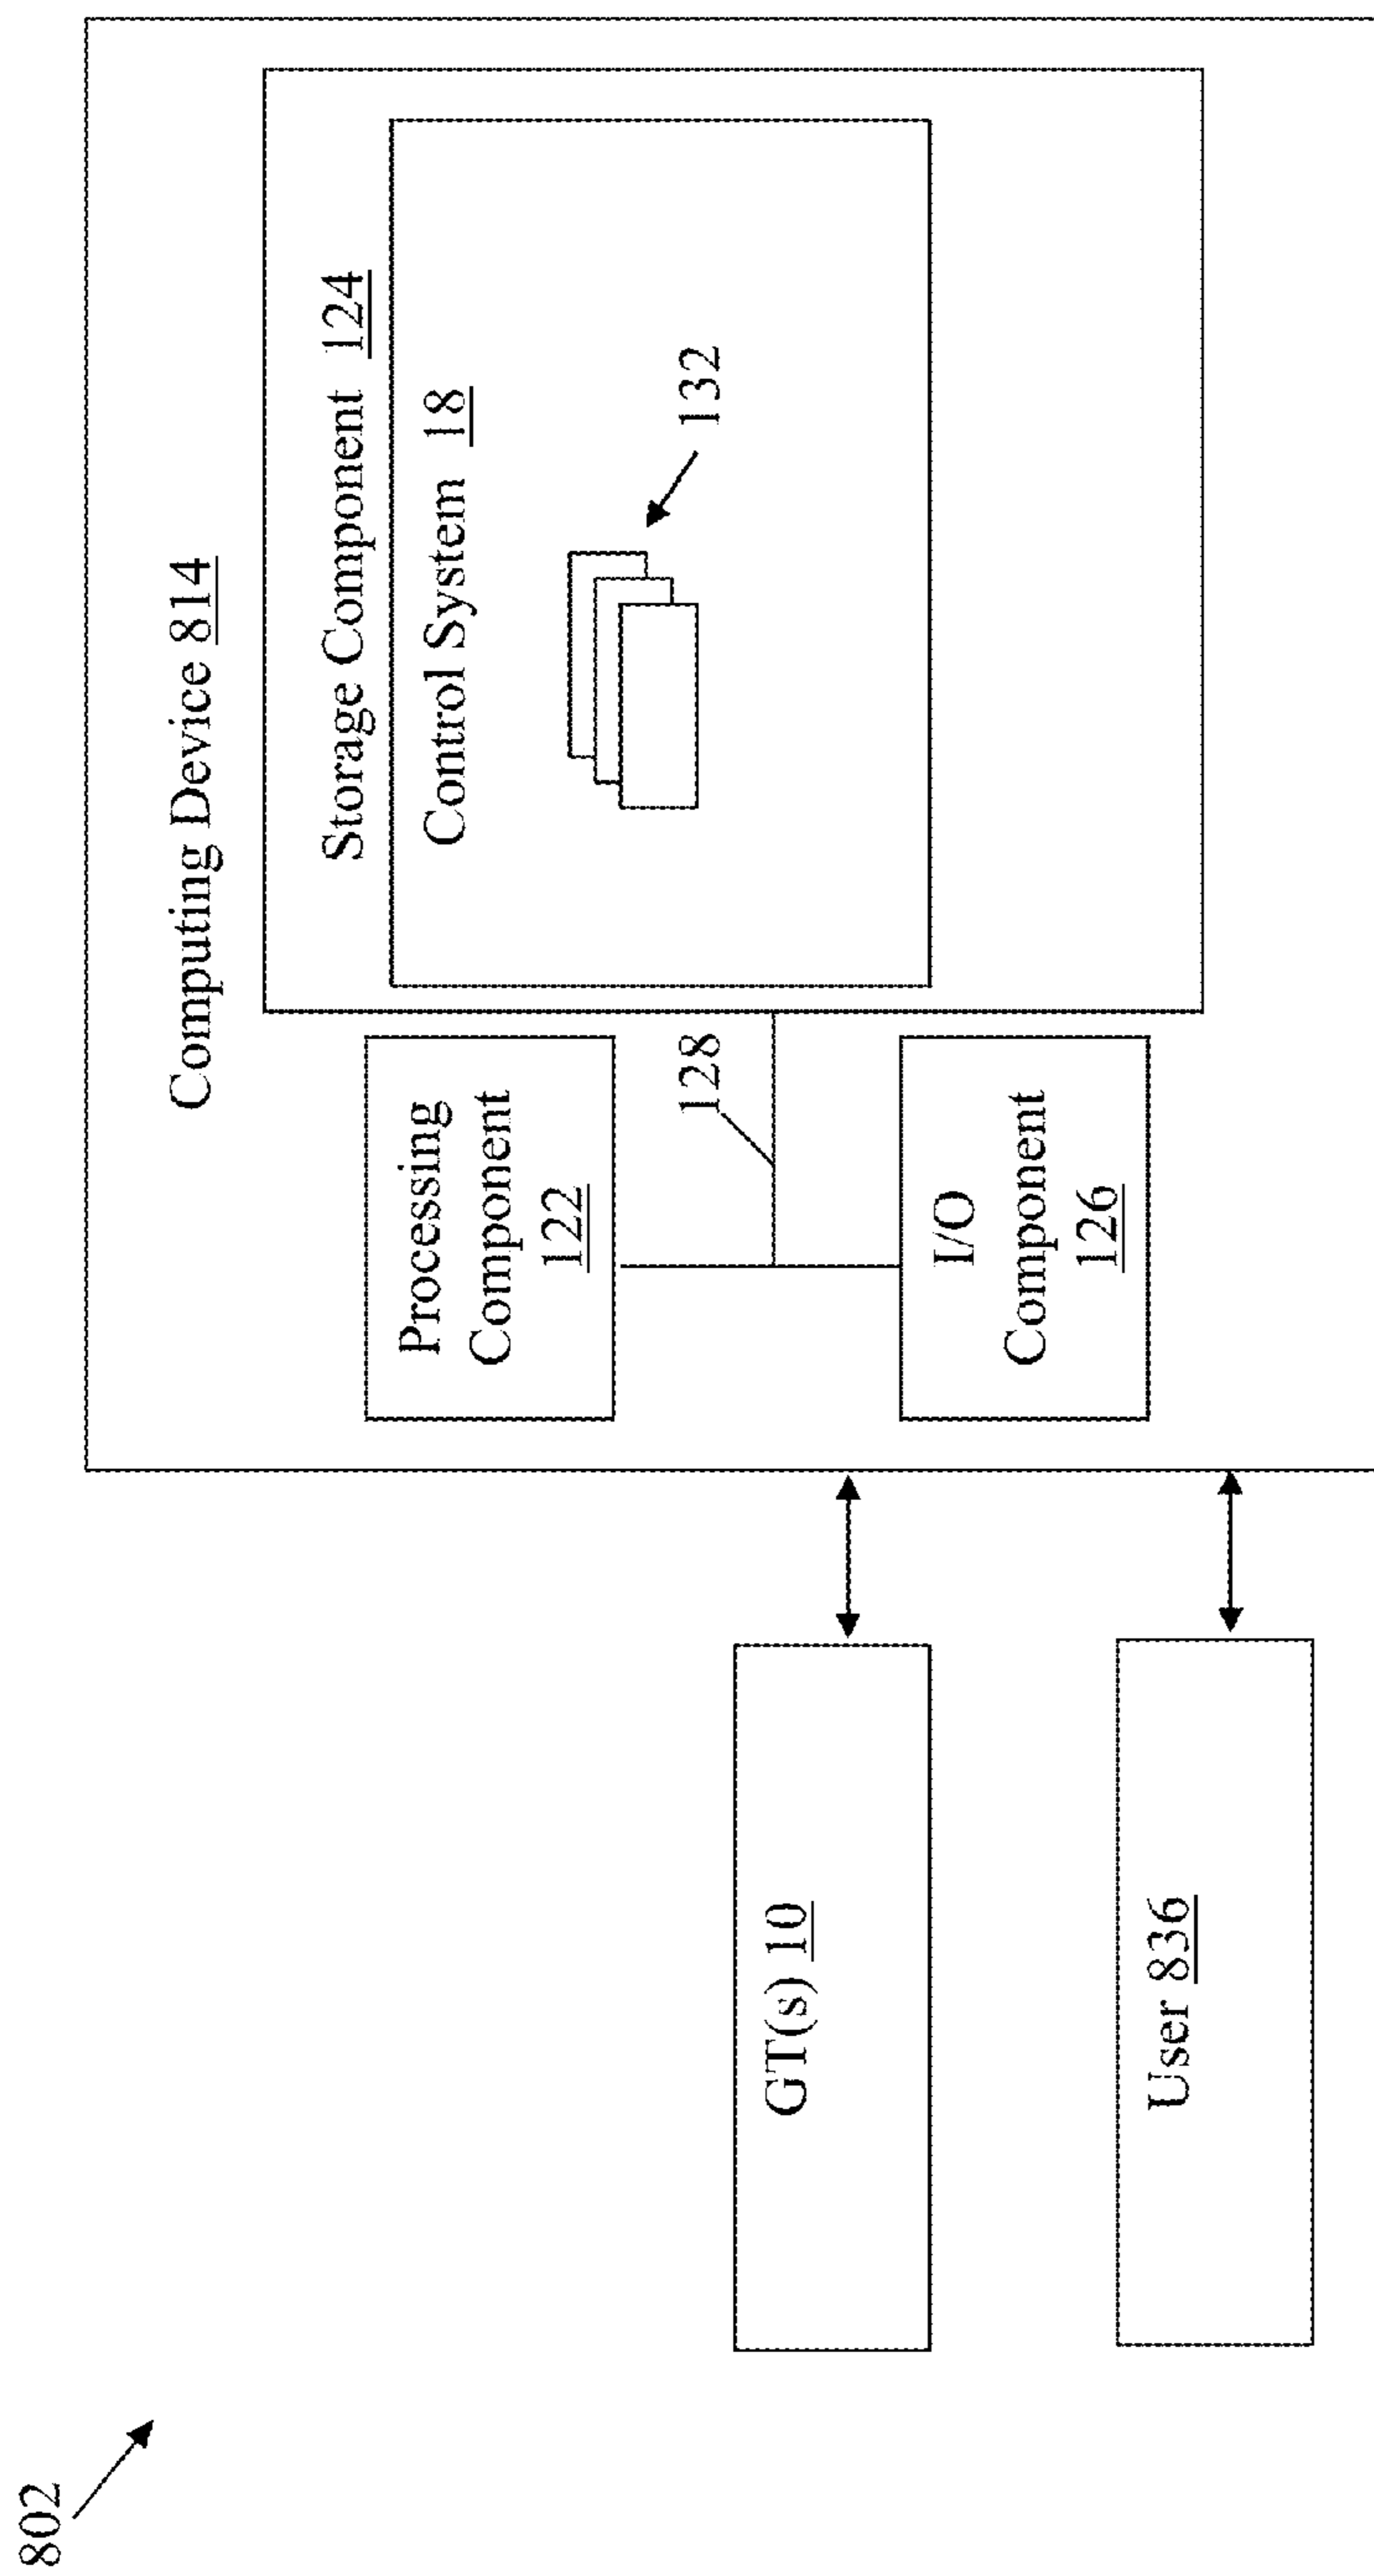 802
Computing Device 814
Storage Component 124
Control System 18
132
Processing
Component
122
128
I/O
Component
126
GT(s) 10
User 836